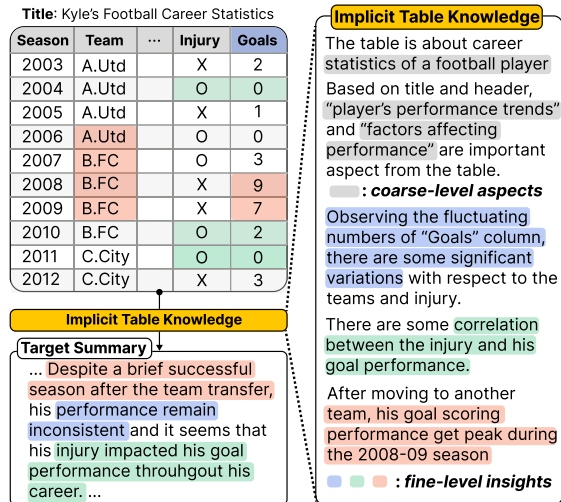 Title: Kyle's Football Career Statistics
Season Team ... Injury Goals
2003 A.Utd X 2
2004 A.Utd O 0
2005 A.Utd X 1
2006 A.Utd O 0
2007 B.FC O 3
2008 B.FC X 9
2009 B.FC X 7
2010 B.FC O 2
2011 C.City O 0
2012 C.City X 3
Implicit Table Knowledge
Target Summary
... Despite a brief successful
season after the team transfer,
his performance remain
inconsistent and it seems that
his injury impacted his goal
performance throuhgout his
career. ...
Implicit Table Knowledge
The table is about career
statistics of a football player
Based on title and header,
“player's performance trends”
and “factors affecting
performance” are important
aspect from the table.
: coarse-level aspects
Observing the fluctuating
numbers of “Goals” column,
there are some significant
variations with respect to the
teams and injury.
There are some correlation
between the injury and his
goal performance.
After moving to another
team, his goal scoring
performance get peak during
the 2008-09 season
: fine-level insights